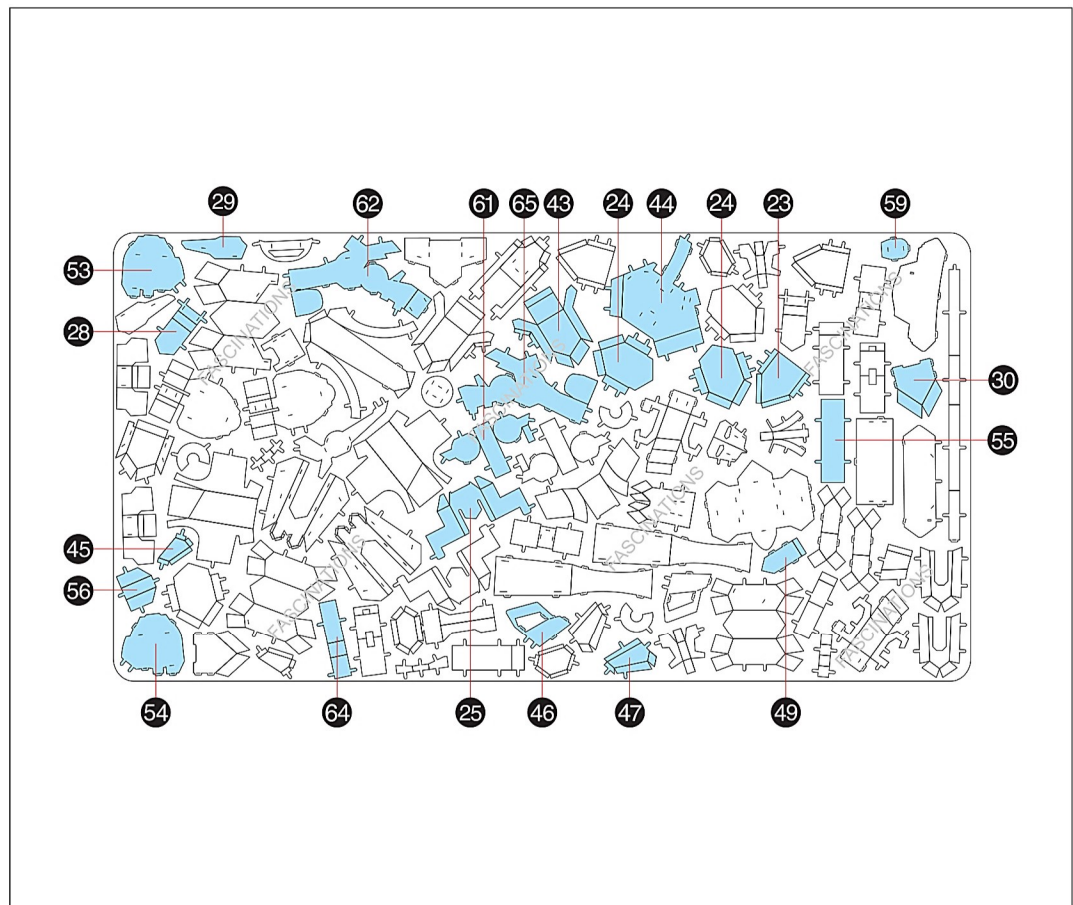 29 62 61 65 43 24 44 24 23 59
53
28
30
55
45
56
54 64 25 46 47 49
FASCINATIONS
FASCINATIONS
FASCINATIONS
FASCINATIONS
FASCINATIONS
FASCINATIONS